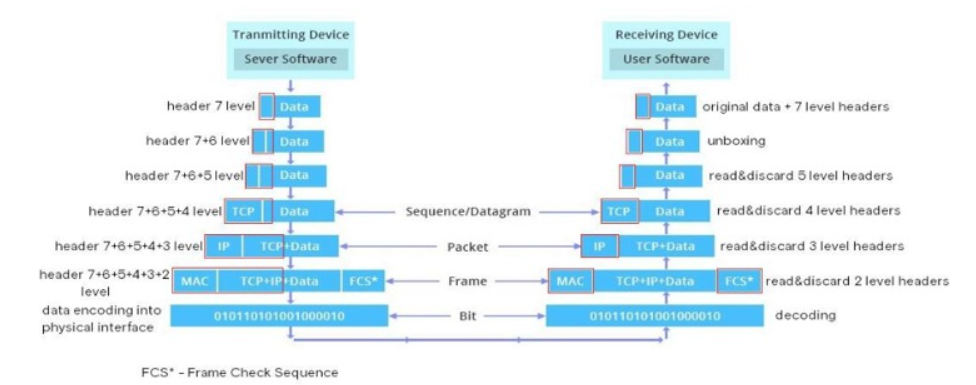 Tranmitting Device
Sever Software
Receiving Device
User Software
header 7 level
Data
Data
original data + 7 level headers
header 7+6 level
Data
Data
unboxing
header 7+6+5 level
Data
Data
read&discard 5 level headers
header 7+6+5+4 level
TCP
Data
Sequence/Datagram
TCP
Data
read&discard 4 level headers
header 7+6+5+4+3 level
IP
TCP+Data
Packet
IP
TCP+Data
read&discard 3 level headers
header 7+6+5+4+3+2
level
MAC
TCP+IP+Data
FCS*
Frame
MAC
TCP+IP+Data
FCS*
read&discard 2 level headers
data encoding into
physical interface
010110101001000010
Bit
010110101001000010
decoding
FCS* - Frame Check Sequence